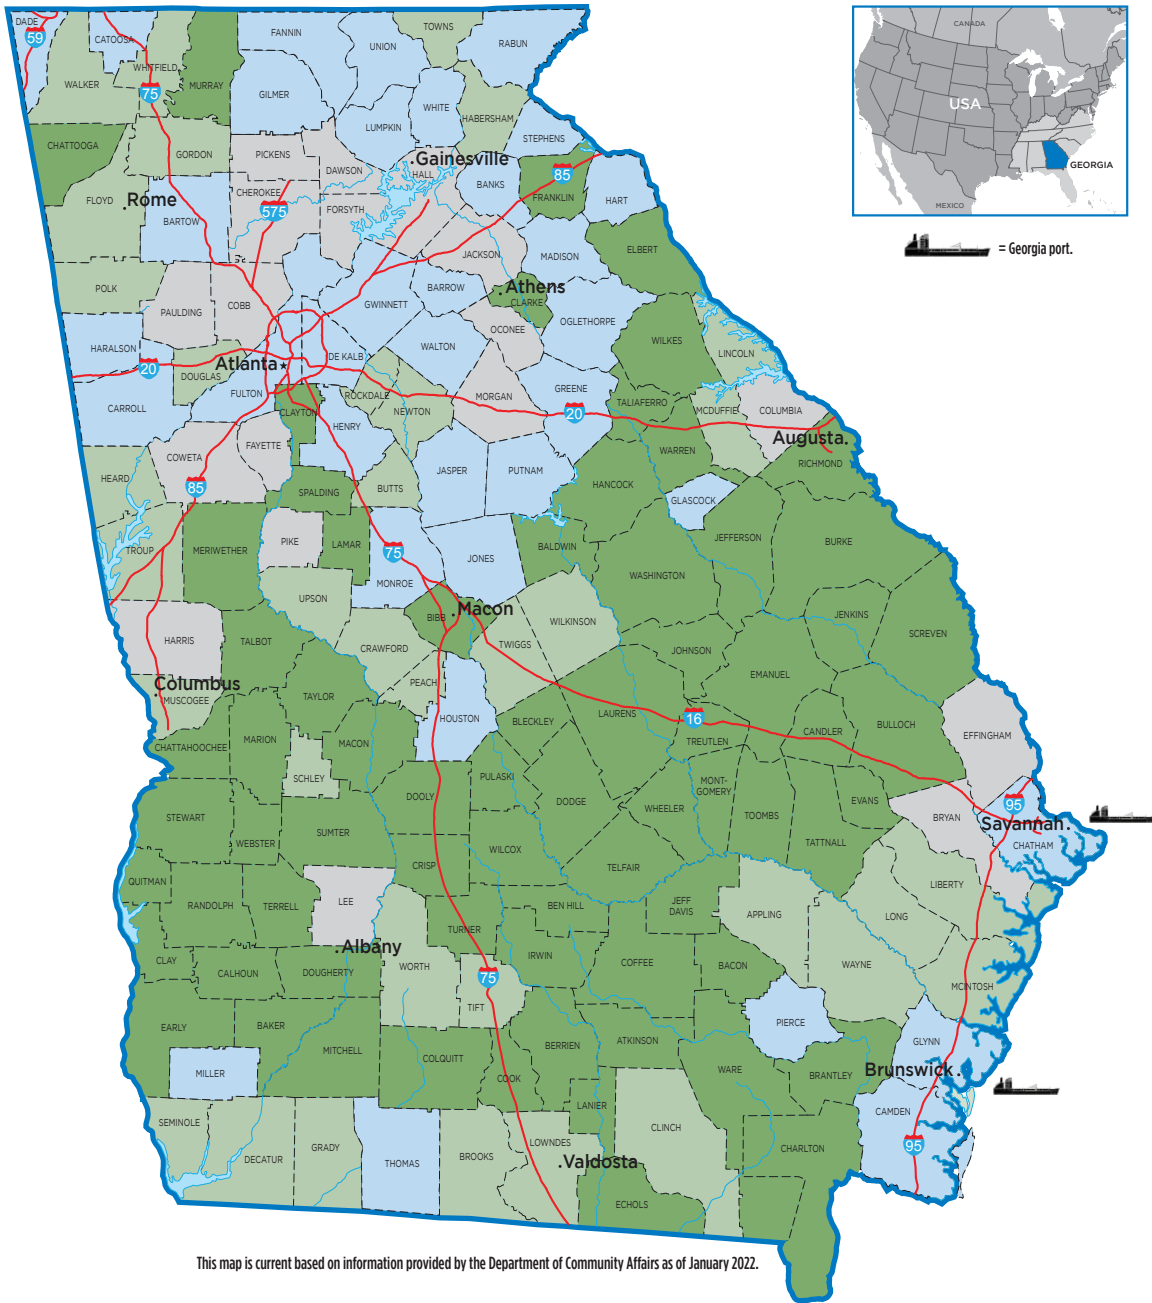 DADE
59
CATOOSA
FANNIN
UNION
TOWNS
RABUN
CANADA
USA
GEORGIA
MEXICO
= Georgia port.
WALKER
WHITFIELD
75
MURRAY
GILMER
WHITE
LUMPKIN
HABERSHAM
STEPHENS
CHATTOOGA
GORDON
PICKENS
DAWSON
Gainesville
HALL
BANKS
85
FRANKLIN
HART
FLOYD
Rome
BARTOW
CHEROKEE
575
FORSYTH
JACKSON
MADISON
ELBERT
POLK
PAULDING
COBB
GWINNETT
BARROW
Athens
CLARKE
OGLETHORPE
OCONEE
WILKES
LINCOLN
HARALSON
20
DOUGLAS
Atlanta
DE KALB
WALTON
CARROLL
FULTON
CLAYTON
ROCKDALE
NEWTON
MORGAN
GREENE
20
TALIAFERRO
MCDUFFIE
COLUMBIA
Augusta
RICHMOND
HENRY
COWETA
FAYETTE
85
HEARD
SPALDING
BUTTS
JASPER
PUTNAM
HANCOCK
WARREN
GLASCOCK
TROUP
MERIWETHER
PIKE
LAMAR
75
MONROE
JONES
BALDWIN
WASHINGTON
JEFFERSON
BURKE
UPSON
BIBB
Macon
WILKINSON
TWIGGS
JENKINS
SCREVEN
HARRIS
TALBOT
CRAWFORD
PEACH
JOHNSON
EMANUEL
Columbus
MUSCOGEE
TAYLOR
HOUSTON
BLECKLEY
LAURENS
16
TREUTLEN
CANDLER
BULLOCH
EFFINGHAM
CHATTAHOOCHEE
MARION
MACON
SCHLEY
DOOLY
PULASKI
DODGE
WHEELER
MONT-
GOMERY
TOOMBS
EVANS
TATTNALL
BRYAN
95
Savannah
CHATHAM
STEWART
WEBSTER
SUMTER
CRISP
WILCOX
TELFAIR
LIBERTY
QUITMAN
RANDOLPH
TERRELL
LEE
TURNER
BEN HILL
JEFF
DAVIS
APPLING
LONG
Albany
CLAY
CALHOUN
DOUGHERTY
WORTH
75
TIFT
IRWIN
COFFEE
BACON
WAYNE
MCINTOSH
EARLY
BAKER
MITCHELL
COLQUITT
BERRIEN
ATKINSON
PIERCE
GLYNN
MILLER
COOK
WARE
BRANTLEY
Brunswick
LANIER
CAMDEN
95
SEMINOLE
DECATUR
GRADY
THOMAS
BROOKS
LOWNDES
Valdosta
CLINCH
CHARLTON
ECHOLS
This map is current based on information provided by the Department of Community Affairs as of January 2022.